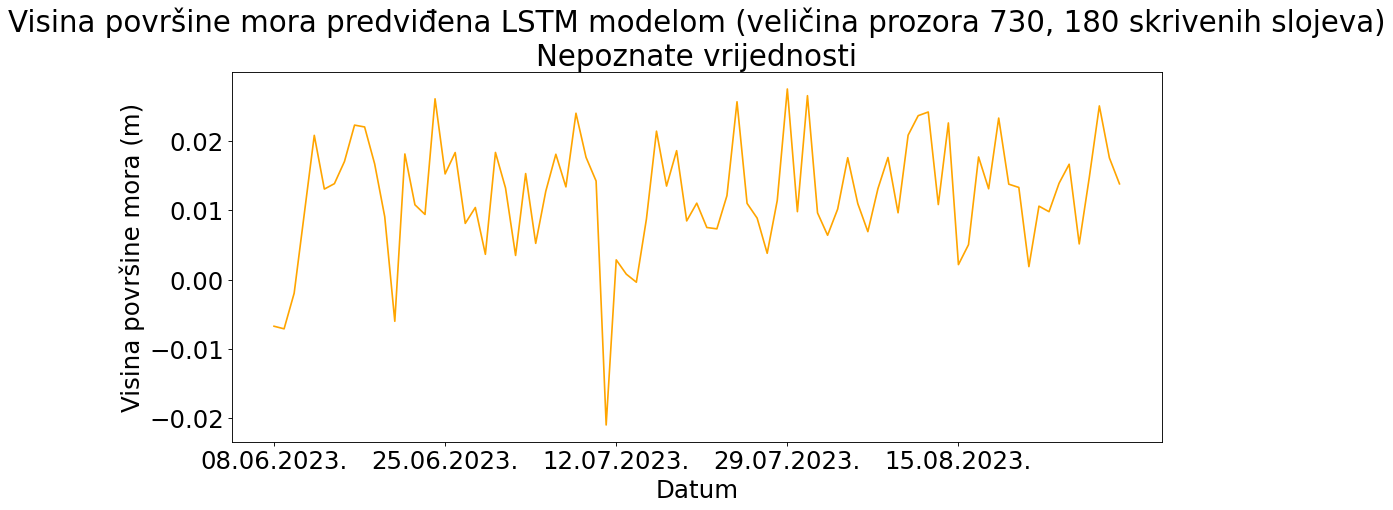 Visina površine mora predviđena LSTM modelom (veličina prozora 730, 180 skrivenih slojeva)
Nepoznate vrijednosti
Visina površine mora (m)
0.02
0.01
0.00
−0.01
−0.02
08.06.2023. 25.06.2023. 12.07.2023. 29.07.2023. 15.08.2023.
Datum